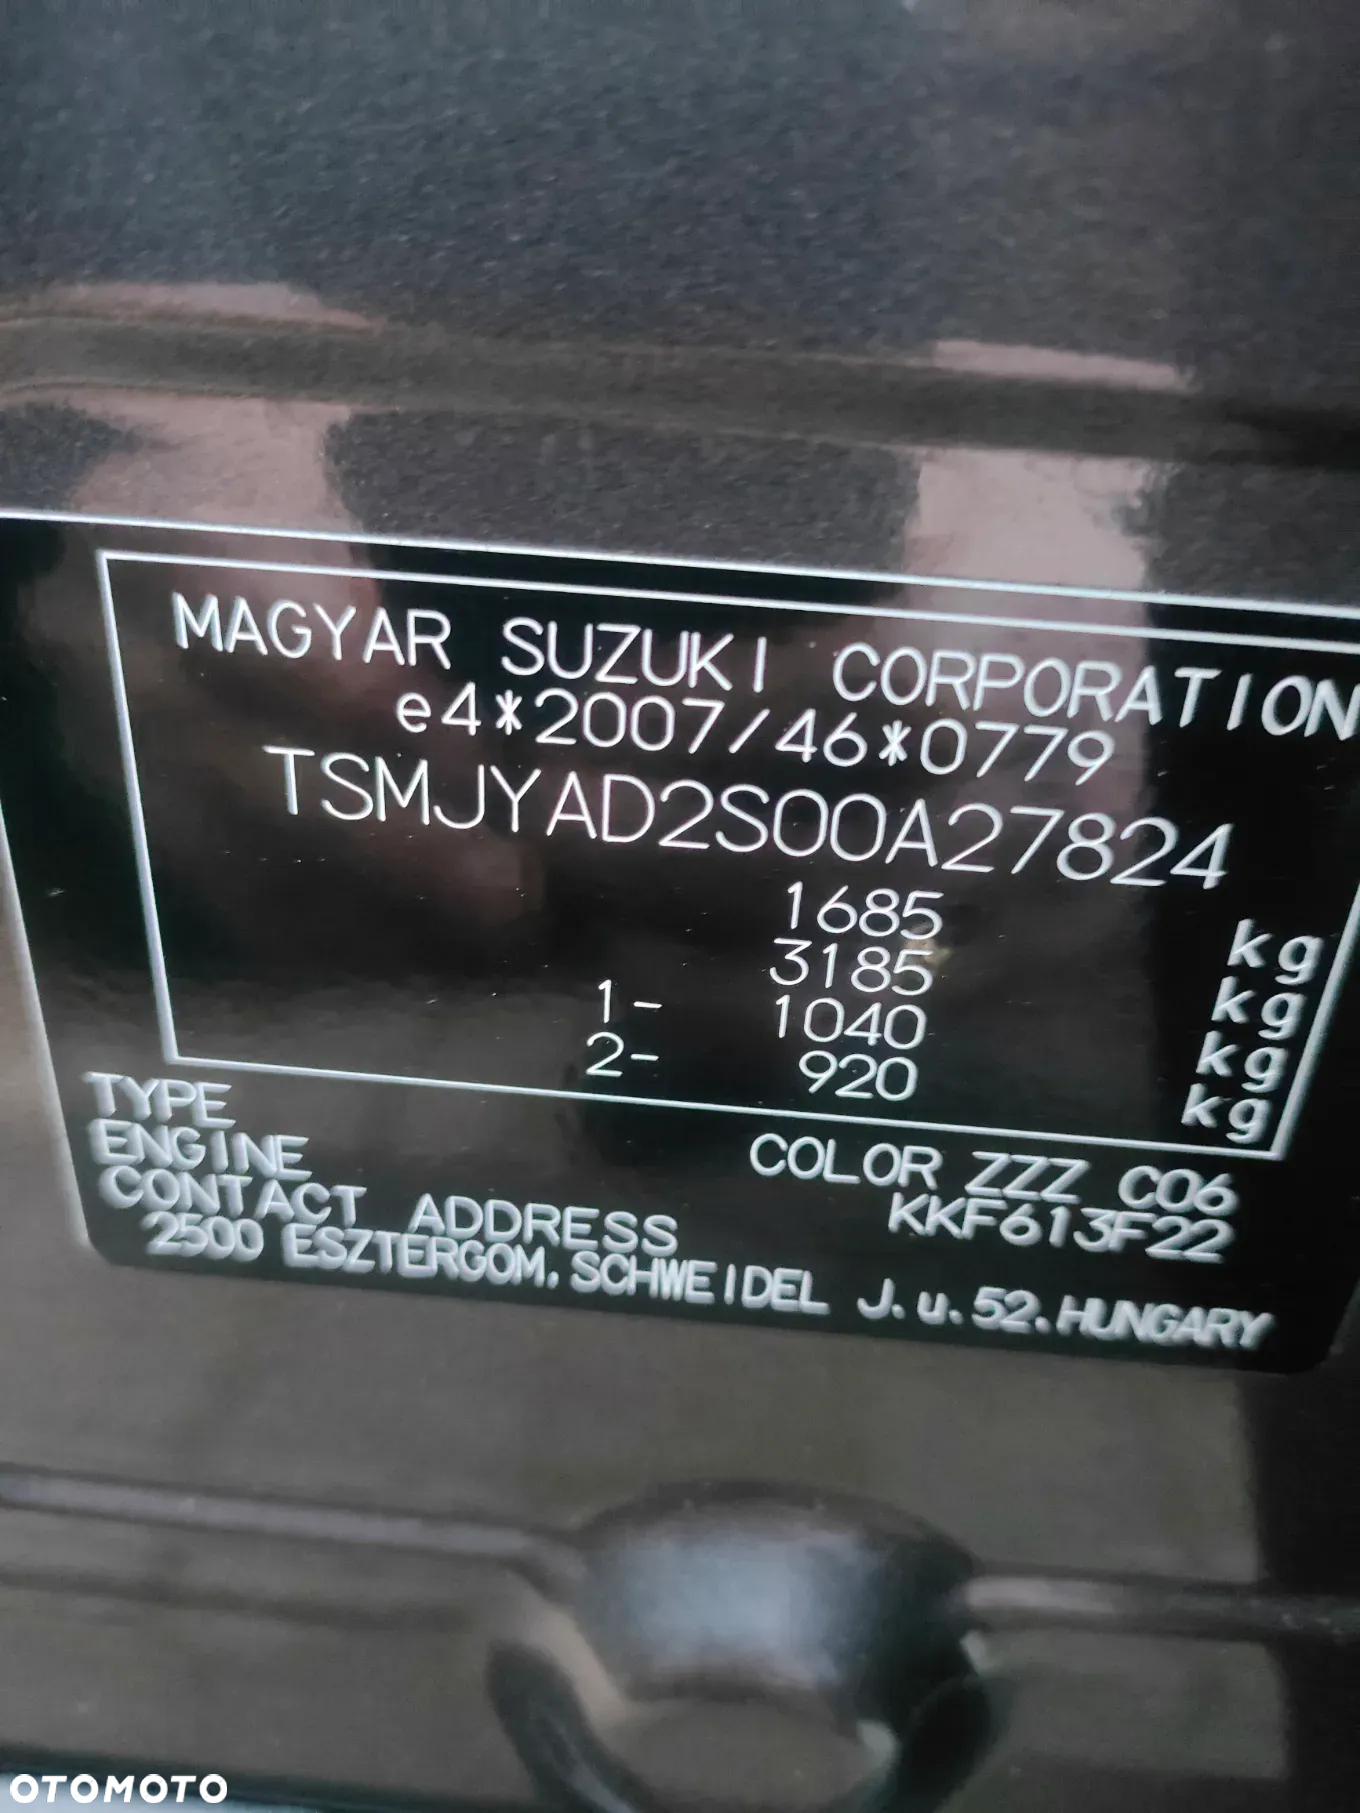 MAGYAR SUZUKI CORPORATION
e4*2007/46*0779
TSMJYAD2S00A27824
1685 kg
3185 kg
1- 1040 kg
2- 920 kg
TYPE COLOR ZZZ C06
ENGINE KKF613F22
CONTACT ADDRESS
2500 ESZTERGOM. SCHWEIDEL J.u.52.HUNGARY
OTOMOTO